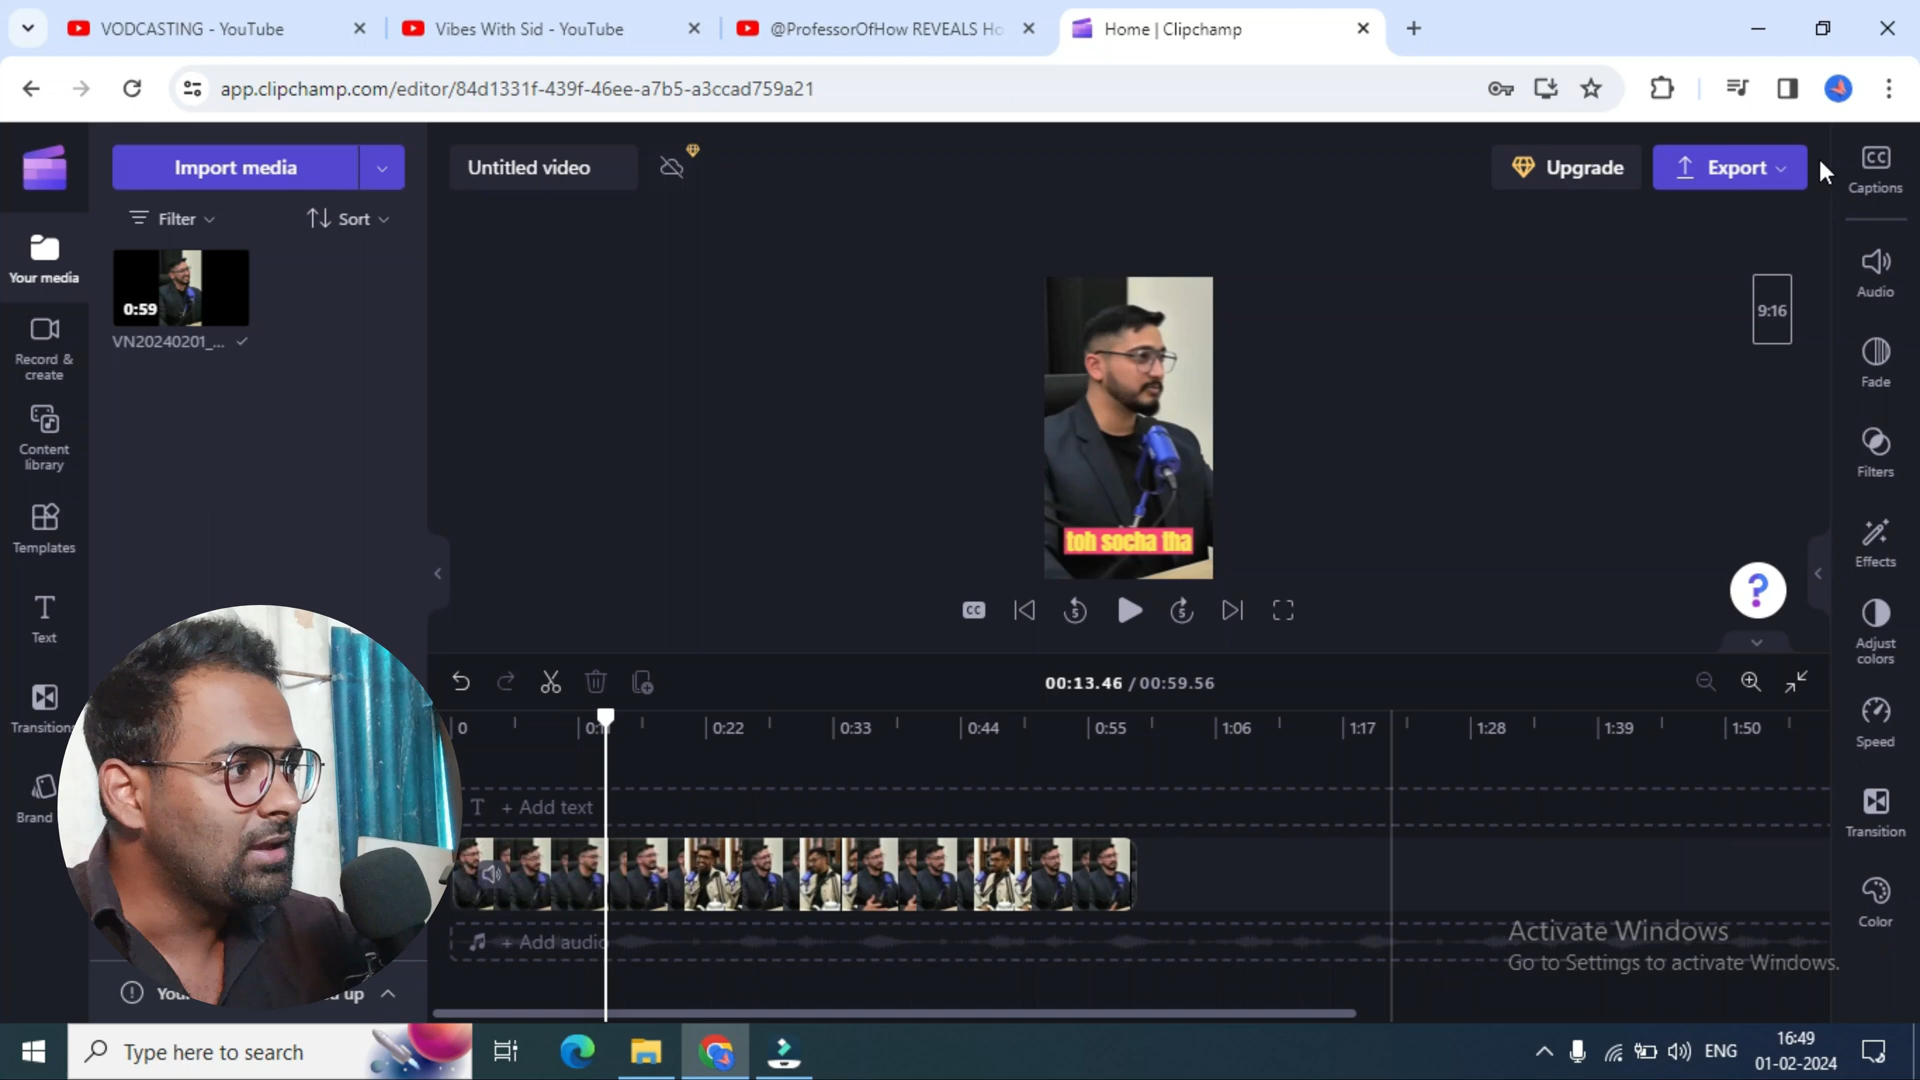 VODCASTING - YouTube
Vibes With Sid - YouTube
@ProfessorOfHow REVEALS Ho
Home | Clipchamp
app.clipchamp.com/editor/84d1331f-439f-46ee-a7b5-a3ccad759a21
Import media
Untitled video
Upgrade
Export
CC
Captions
Filter
Sort
Your media
0:59
VN20240201_...
9:16
Audio
Record & create
Fade
Content library
Filters
Templates
toh socha tha
Effects
Text
CC
5
5
?
Adjust colors
00:13.46 / 00:59.56
Transition
0
0:22
0:33
0:44
0:55
1:06
1:17
1:28
1:39
1:50
Speed
Brand
T + Add text
Transition
Color
+ Add audio
Activate Windows
Go to Settings to activate Windows.
up
Type here to search
ENG
16:49
01-02-2024